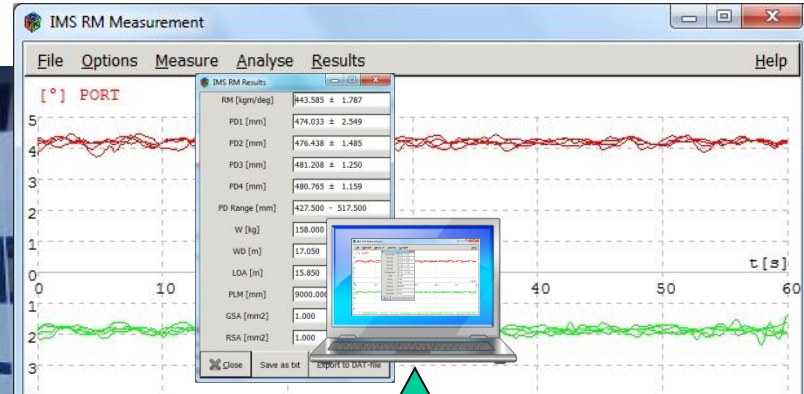 IMS RM Measurement
File Options Measure Analyse Results Help
[°] PORT
IMS RM Results
RM [kgm/deg] 443.585 ± 1.787
PD1 [mm] 474.033 ± 2.549
PD2 [mm] 476.438 ± 1.485
PD3 [mm] 481.208 ± 1.250
PD4 [mm] 480.765 ± 1.159
PD Range [mm] 427.500 - 517.500
W [kg] 158.000
WD [m] 17.050
LOA [m] 15.850
PLM [mm] 9000.000
GSA [mm2] 1.000
RSA [mm2] 1.000
Close Save as txt Export to DAT-file
5
4
3
2
1
0
t[s]
0 10 40 50 60
1
2
3